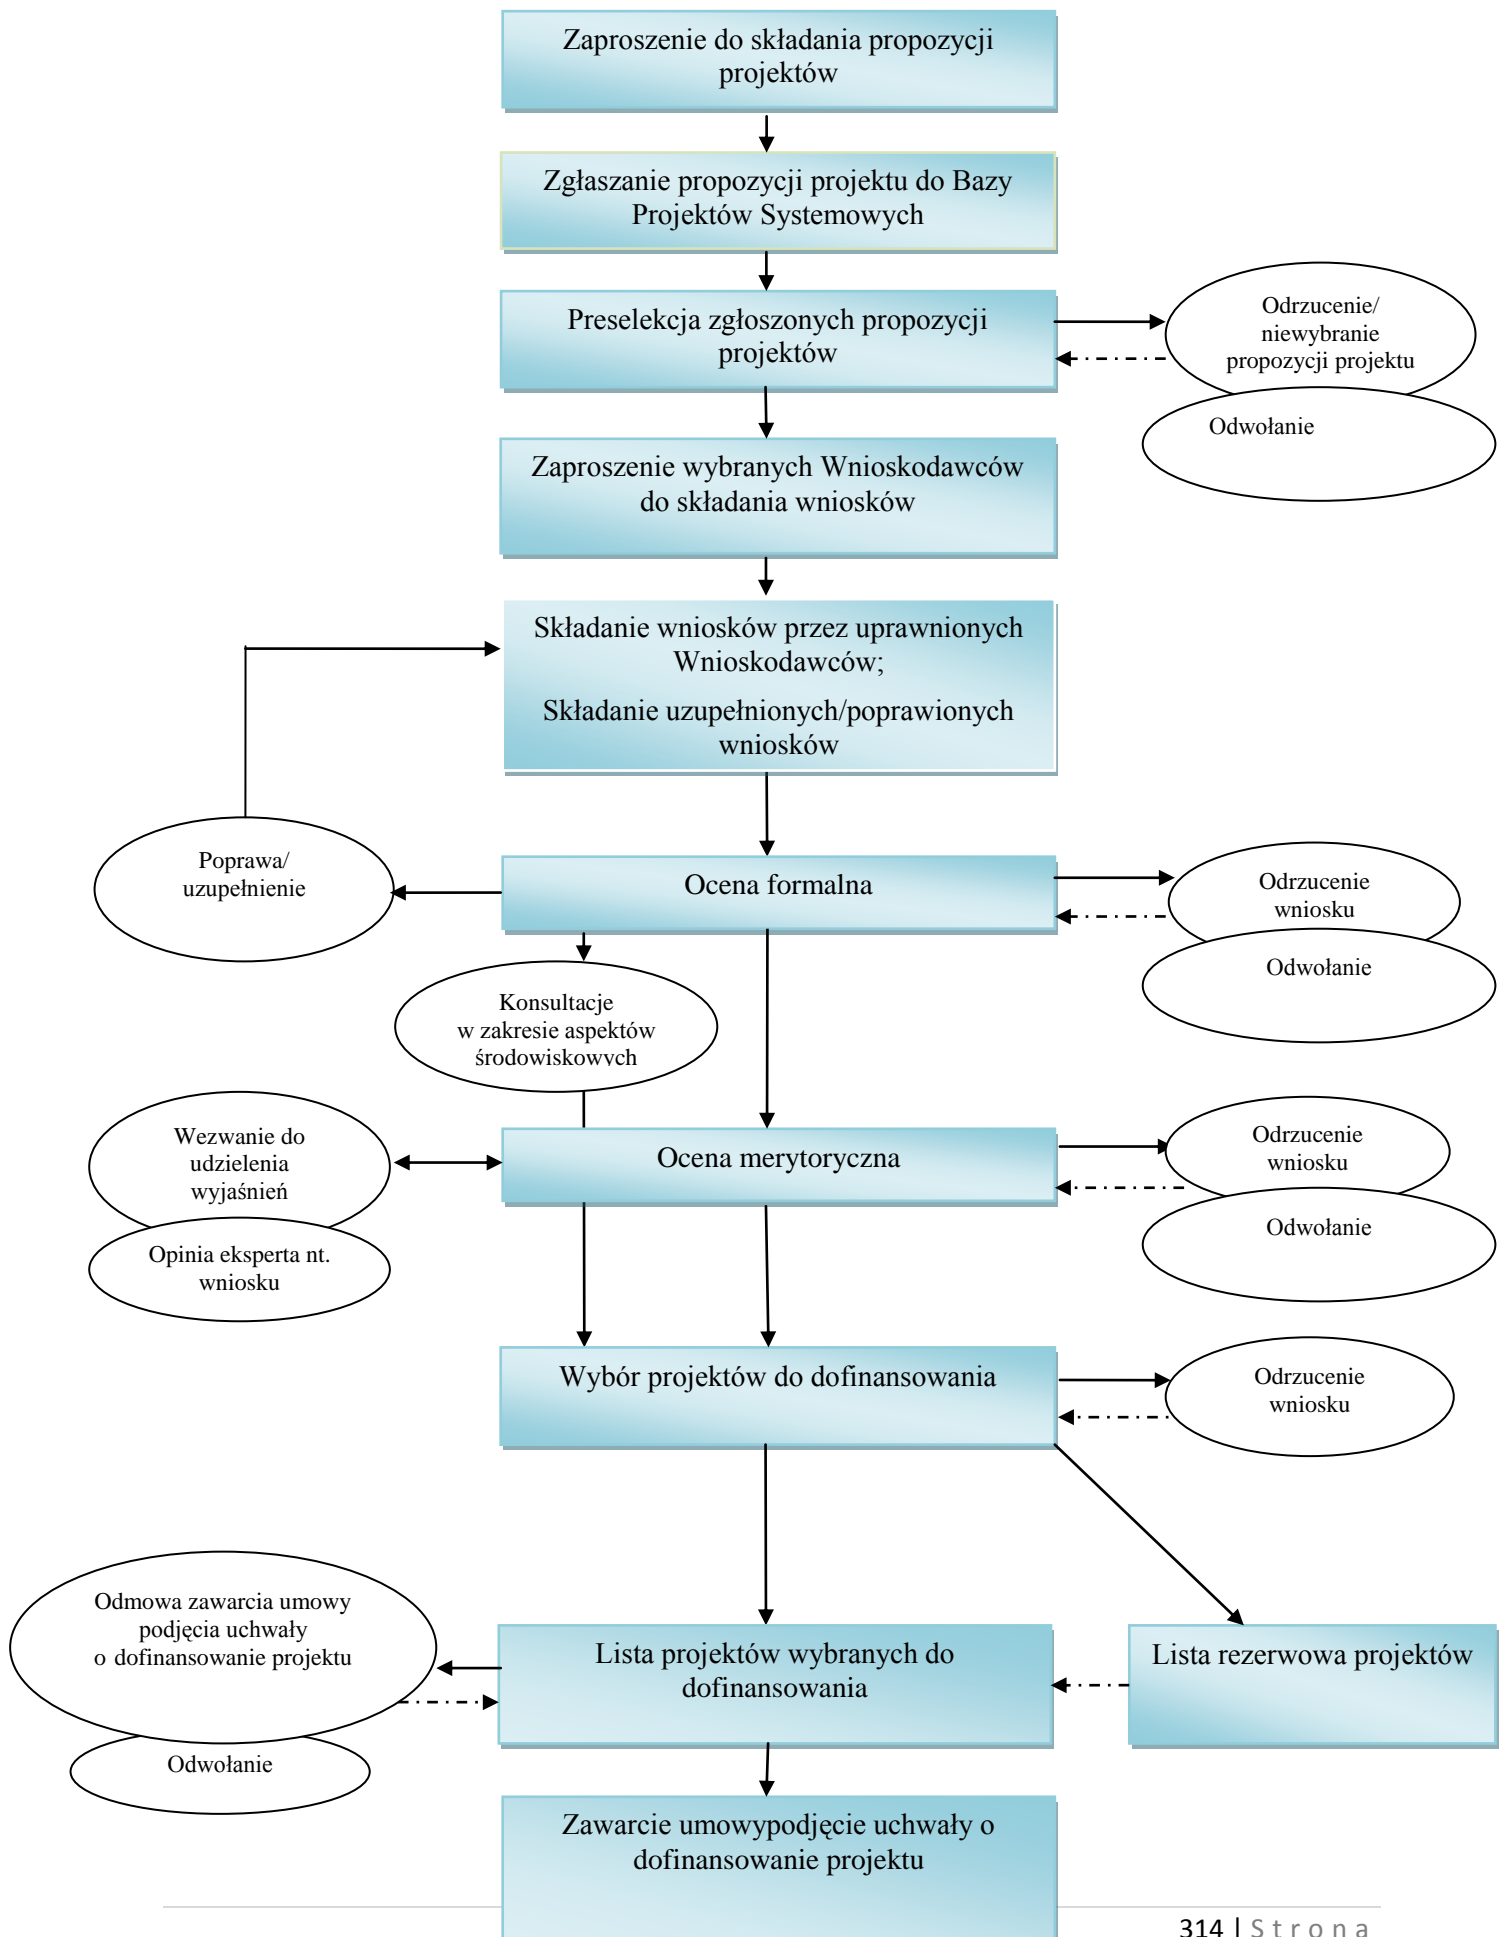 Zaproszenie do składania propozycji
projektów
Zgłaszanie propozycji projektu do Bazy
Projektów Systemowych
Preselekcja zgłoszonych propozycji
projektów
Odrzucenie/
niewybranie
propozycji projektu
Odwołanie
Zaproszenie wybranych Wnioskodawców
do składania wniosków
Składanie wniosków przez uprawnionych
Wnioskodawców;
Składanie uzupełnionych/poprawionych
wniosków
Poprawa/
uzupełnienie
Ocena formalna
Odrzucenie
wniosku
Odwołanie
Konsultacje
w zakresie aspektów
środowiskowych
Wezwanie do
udzielenia
wyjaśnień
Opinia eksperta nt.
wniosku
Ocena merytoryczna
Odrzucenie
wniosku
Odwołanie
Wybór projektów do dofinansowania
Odrzucenie
wniosku
Odmowa zawarcia umowy
podjęcia uchwały
o dofinansowanie projektu
Odwołanie
Lista projektów wybranych do
dofinansowania
Lista rezerwowa projektów
Zawarcie umowypodjęcie uchwały o
dofinansowanie projektu
314 | Strona